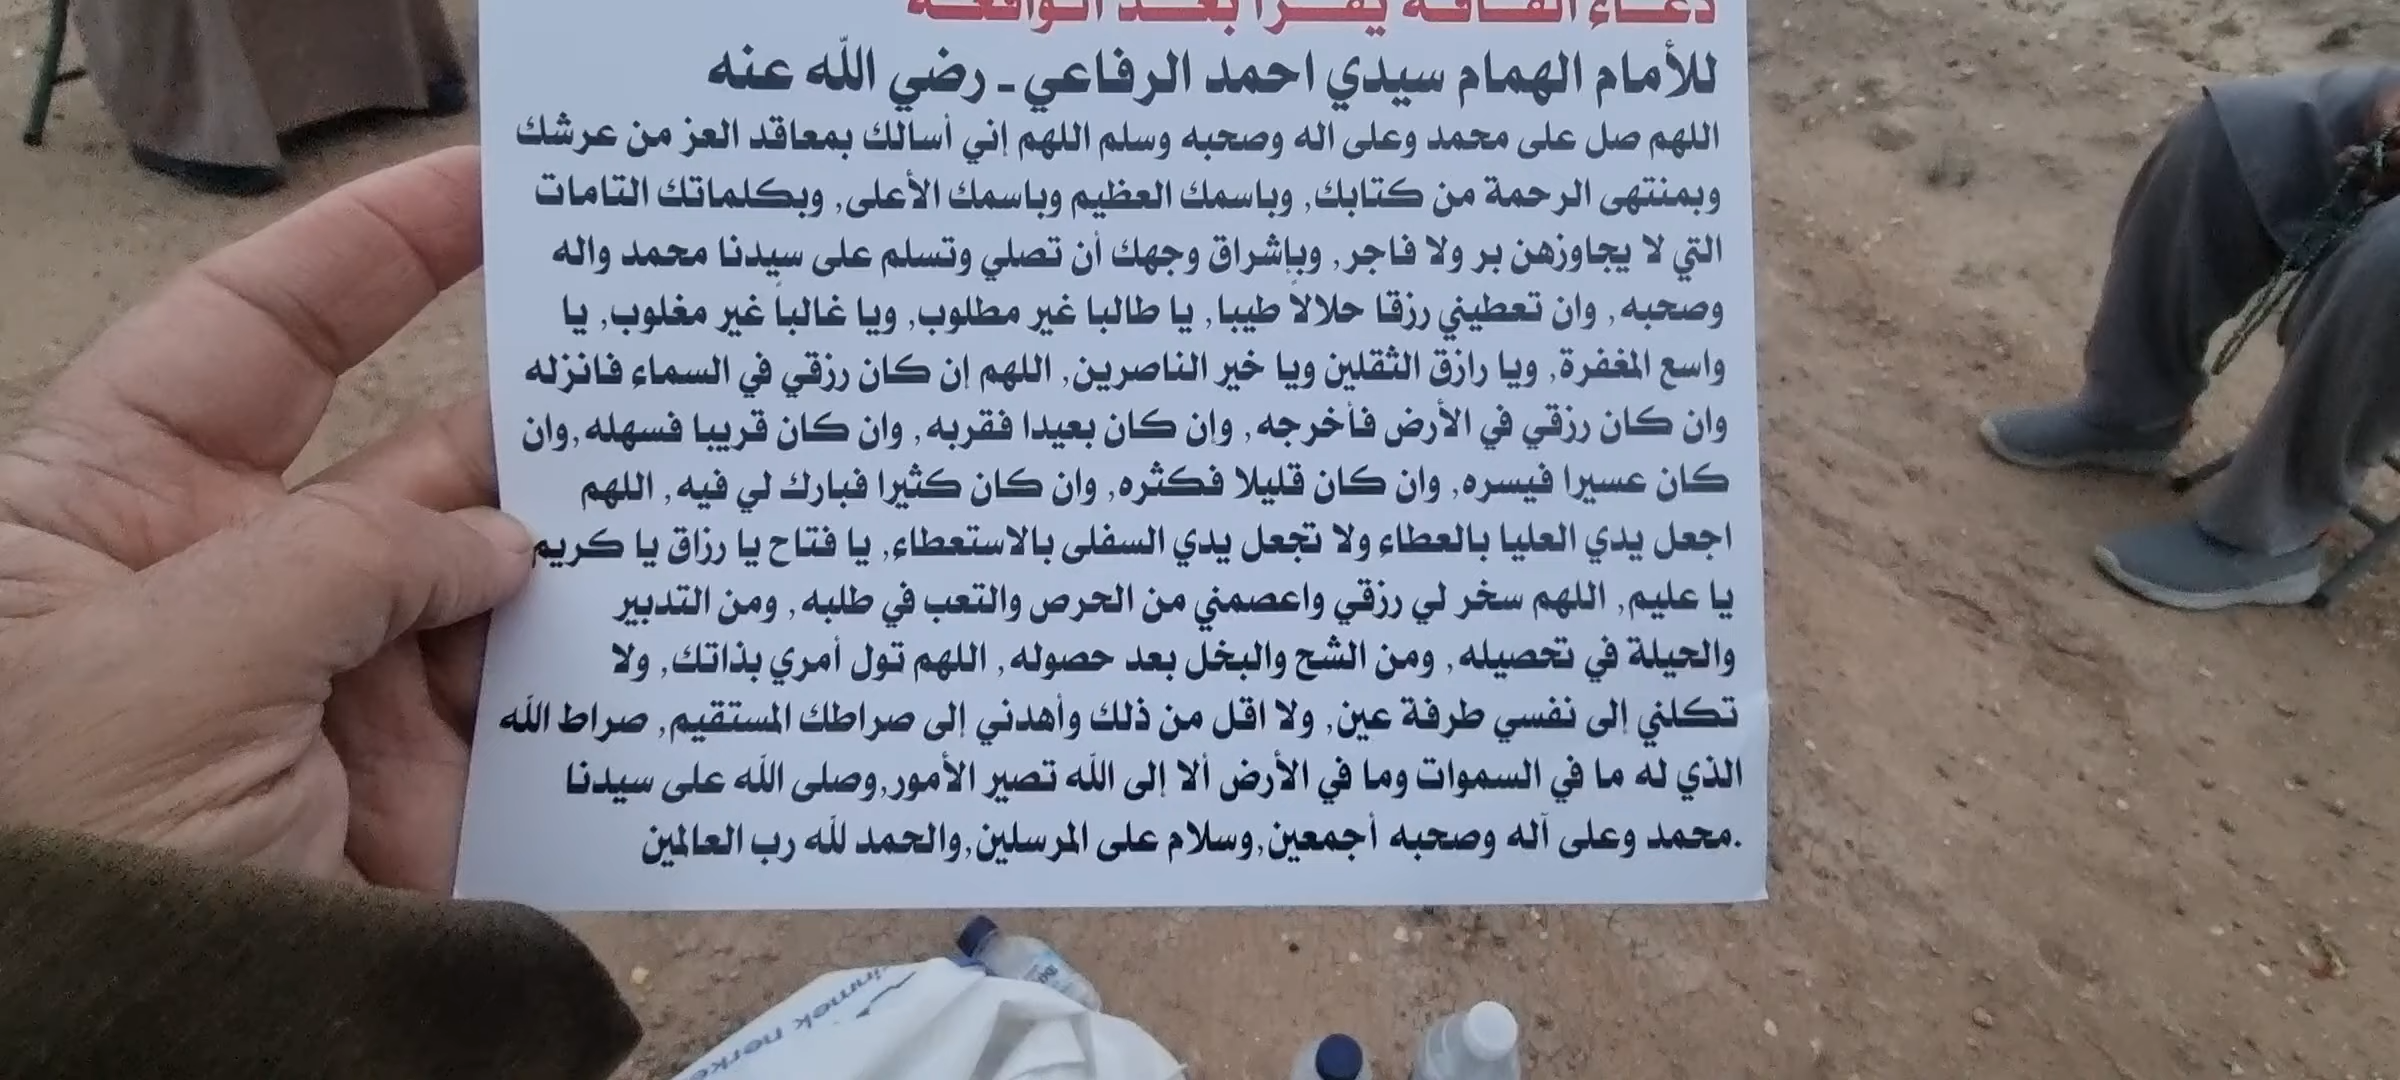 دعاء الفاقة يقرأ بعد الواقعة
للأمام الهمام سيدي احمد الرفاعي - رضي الله عنه
اللهم صل على محمد وعلى اله وصحبه وسلم اللهم إني أسالك بمعاقد العز من عرشك
وبمنتهى الرحمة من كتابك, وباسمك العظيم وباسمك الأعلى, وبكلماتك التامات
التي لا يجاوزهن بر ولا فاجر, وبإشراق وجهك أن تصلي وتسلم على سيدنا محمد واله
وصحبه, وان تعطيني رزقا حلالاً طيبا, يا طالبا غير مطلوب, ويا غالباً غير مغلوب, يا
واسع المغفرة, ويا رازق الثقلين ويا خير الناصرين, اللهم إن كان رزقي في السماء فانزله
وان كان رزقي في الأرض فأخرجه, وإن كان بعيدا فقربه, وان كان قريبا فسهله,وان
كان عسيرا فيسره, وان كان قليلا فكثره, وان كان كثيرا فبارك لي فيه, اللهم
اجعل يدي العليا بالعطاء ولا تجعل يدي السفلى بالاستعطاء, يا فتاح يا رزاق يا كريم
يا عليم, اللهم سخر لي رزقي واعصمني من الحرص والتعب في طلبه, ومن التدبير
والحيلة في تحصيله, ومن الشح والبخل بعد حصوله, اللهم تول أمري بذاتك, ولا
تكلني إلى نفسي طرفة عين, ولا اقل من ذلك وأهدني إلى صراطك المستقيم, صراط الله
الذي له ما في السموات وما في الأرض ألا إلى الله تصير الأمور,وصلى الله على سيدنا
.محمد وعلى آله وصحبه أجمعين,وسلام على المرسلين,والحمد لله رب العالمين